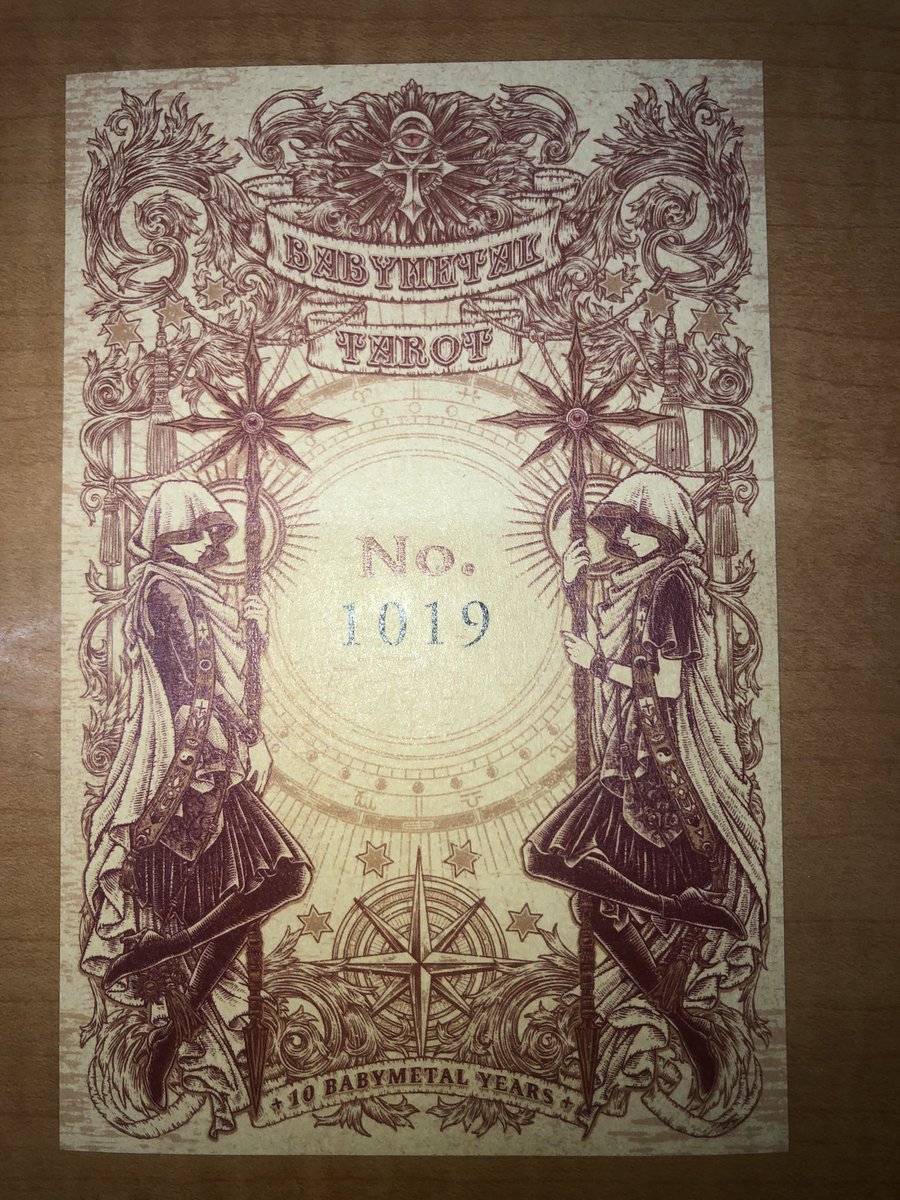 BABYMETAL
TAROT
No.
1019
10 BABYMETAL YEARS